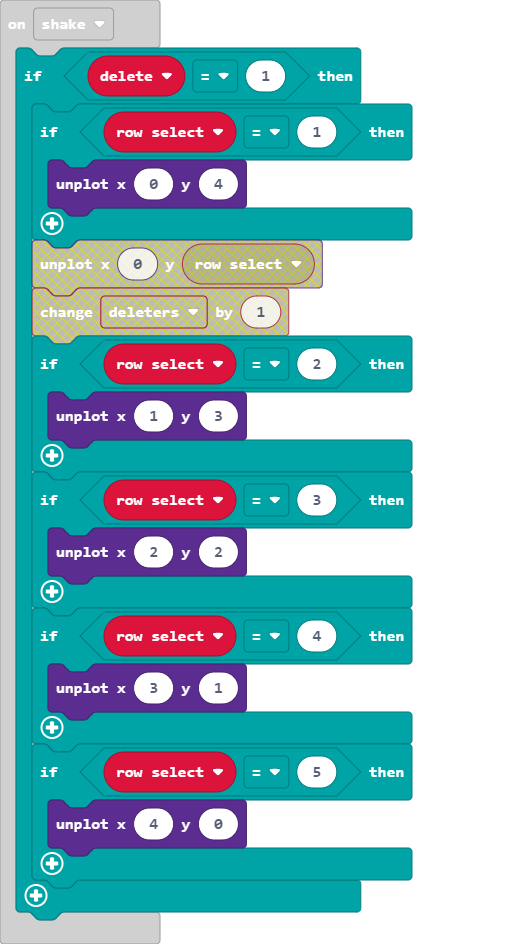 on shake
if delete = 1 then
if row select = 1 then
unplot x 0 y 4
unplot x 0 y row select
change deleters by 1
if row select = 2 then
unplot x 1 y 3
if row select = 3 then
unplot x 2 y 2
if row select = 4 then
unplot x 3 y 1
if row select = 5 then
unplot x 4 y 0